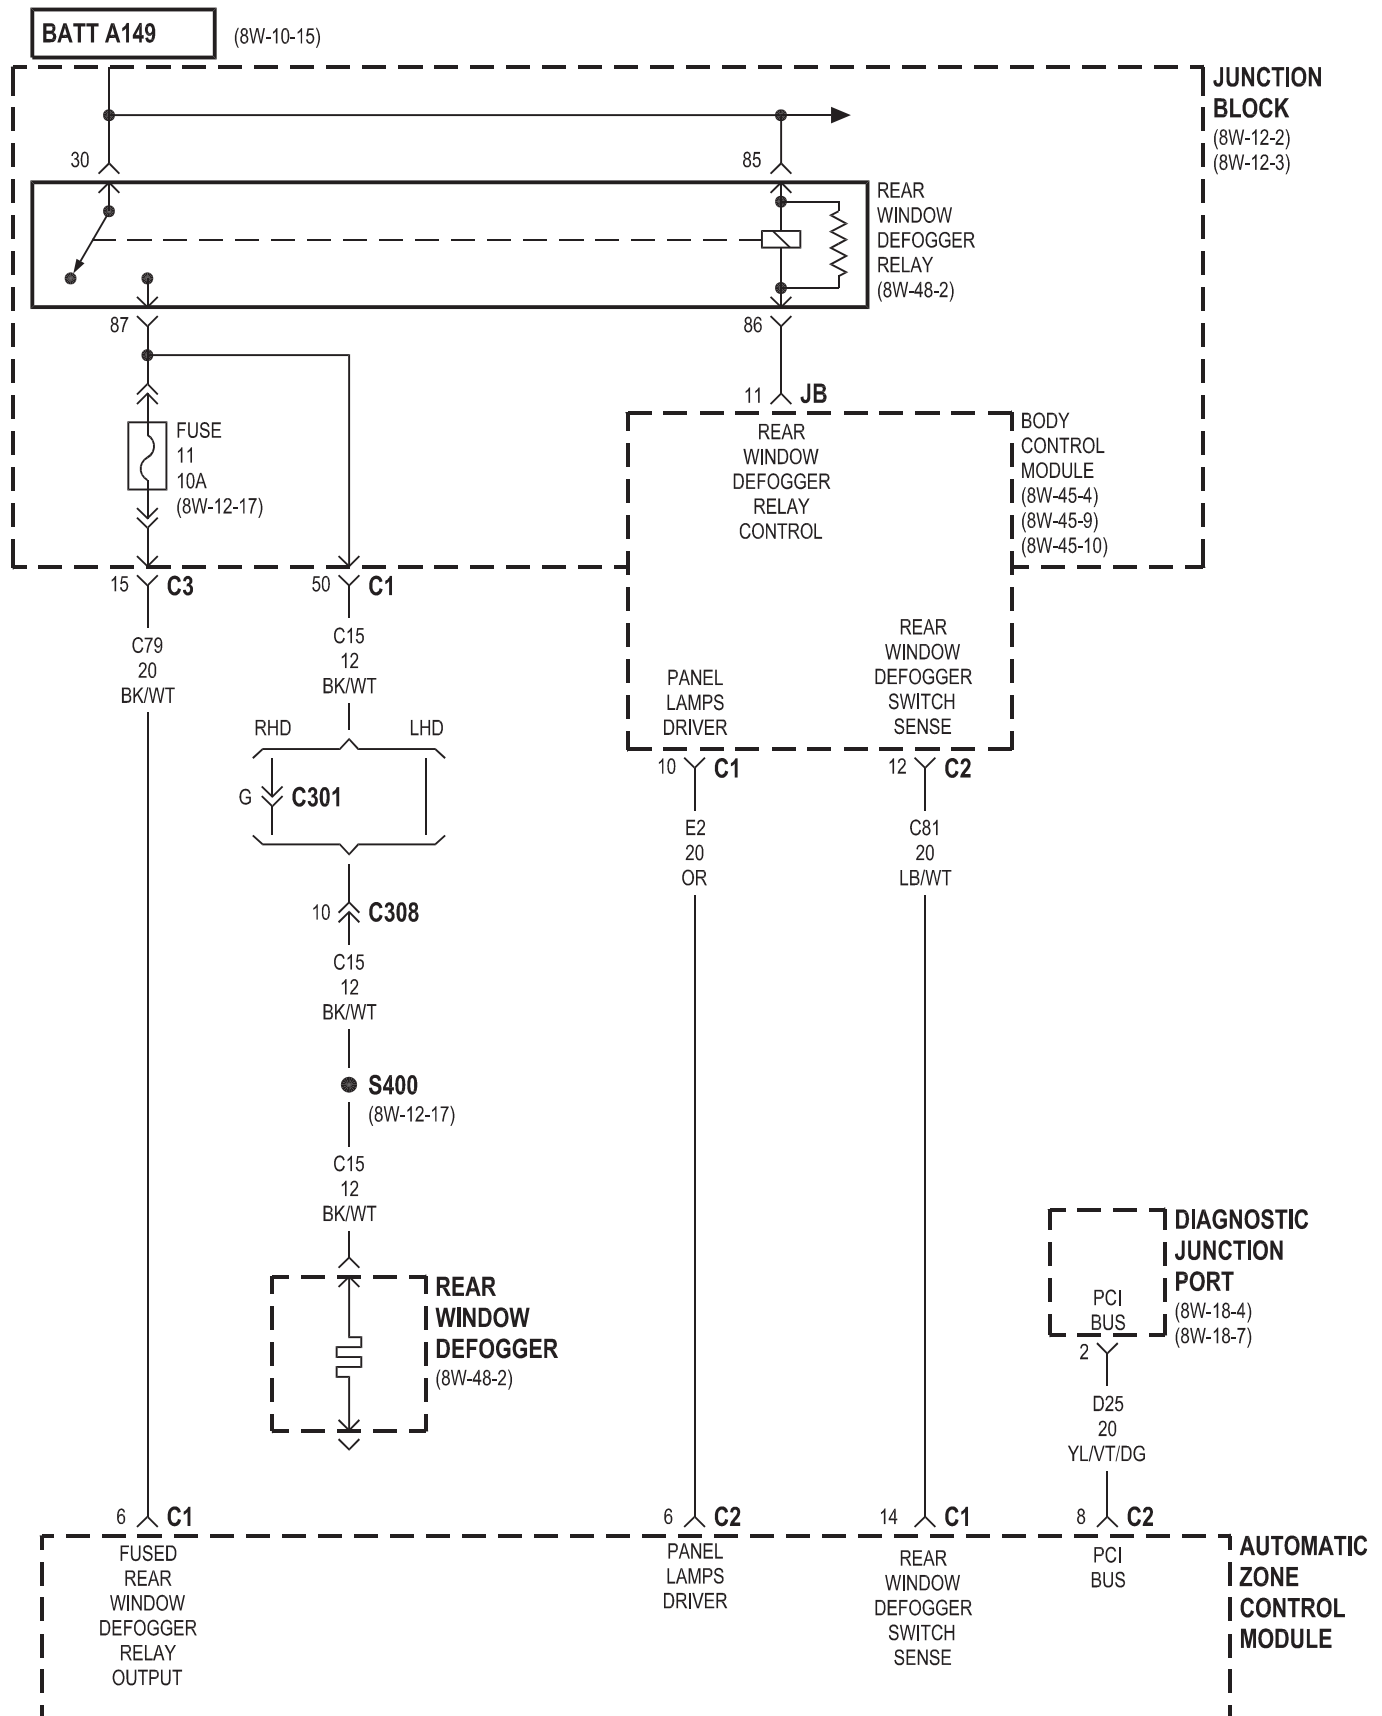 BATT A149
(8W-10-15)
JUNCTION
BLOCK
(8W-12-2)
(8W-12-3)
30
85
REAR
WINDOW
DEFOGGER
RELAY
(8W-48-2)
87
86
11
JB
FUSE
11
10A
(8W-12-17)
REAR
WINDOW
DEFOGGER
RELAY
CONTROL
BODY
CONTROL
MODULE
(8W-45-4)
(8W-45-9)
(8W-45-10)
15
C3
50
C1
C79
20
BK/WT
C15
12
BK/WT
PANEL
LAMPS
DRIVER
REAR
WINDOW
DEFOGGER
SWITCH
SENSE
RHD
LHD
10
C1
12
C2
G
C301
E2
20
OR
C81
20
LB/WT
10
C308
C15
12
BK/WT
S400
(8W-12-17)
C15
12
BK/WT
REAR
WINDOW
DEFOGGER
(8W-48-2)
DIAGNOSTIC
JUNCTION
PORT
(8W-18-4)
(8W-18-7)
PCI
BUS
2
D25
20
YL/VT/DG
6
C1
6
C2
14
C1
8
C2
FUSED
REAR
WINDOW
DEFOGGER
RELAY
OUTPUT
PANEL
LAMPS
DRIVER
REAR
WINDOW
DEFOGGER
SWITCH
SENSE
PCI
BUS
AUTOMATIC
ZONE
CONTROL
MODULE